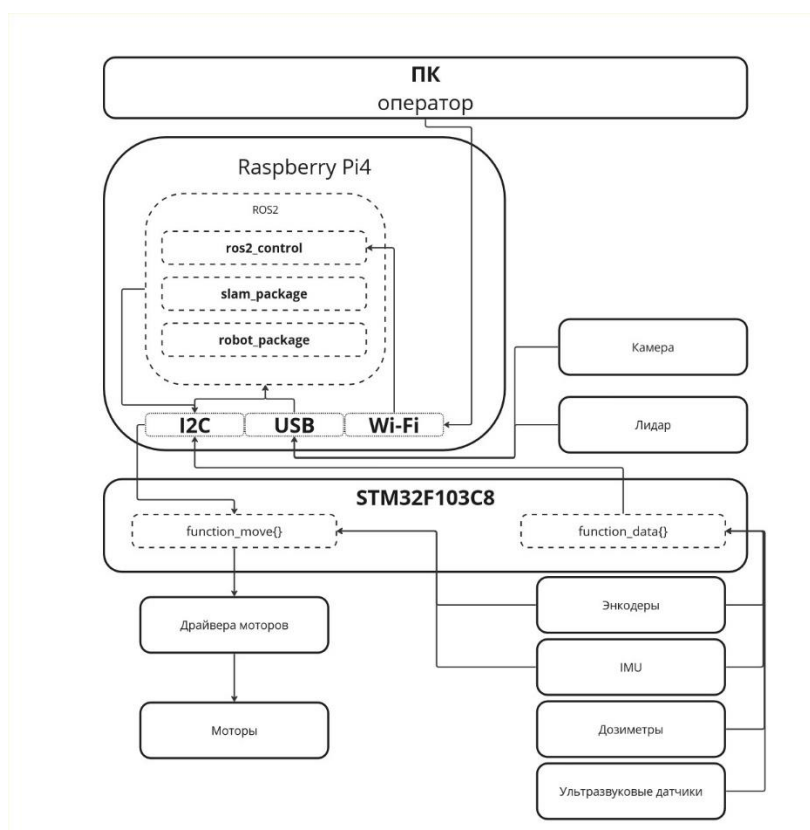 ПК
оператор
Raspberry Pi4
ROS2
ros2_control
slam_package
robot_package
I2C
USB
Wi-Fi
Камера
Лидар
STM32F103C8
function_move{}
function_data{}
Драйвера моторов
Моторы
Энкодеры
IMU
Дозиметры
Ультразвуковые датчики